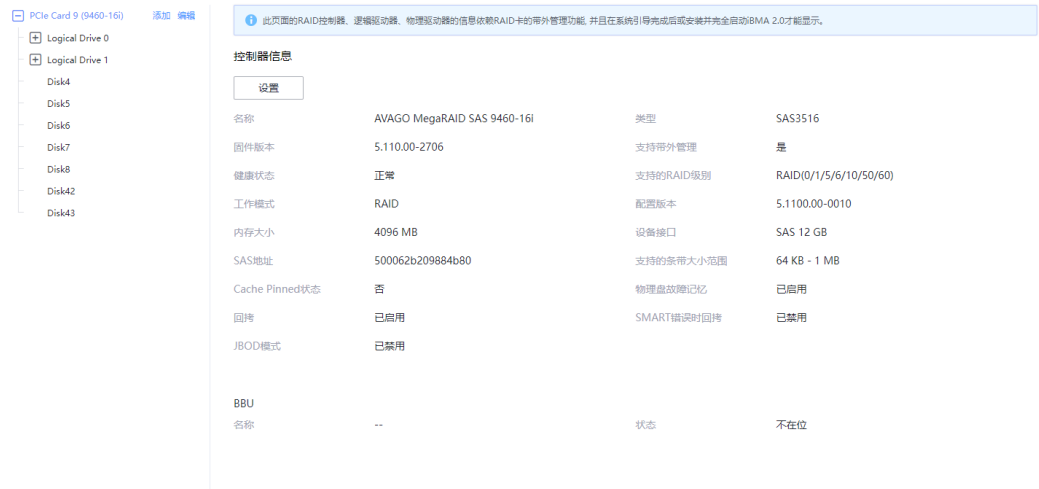 PCIe Card 9 (9460-16i) 添加 编辑
Logical Drive 0
Logical Drive 1
Disk4
Disk5
Disk6
Disk7
Disk8
Disk42
Disk43
此页面的RAID控制器、逻辑驱动器、物理驱动器的信息依赖RAID卡的带外管理功能, 并且在系统引导完成后或安装并完全启动iBMA 2.0才能显示。
控制器信息
设置
名称 AVAGO MegaRAID SAS 9460-16i 类型 SAS3516
固件版本 5.110.00-2706 支持带外管理 是
健康状态 正常 支持的RAID级别 RAID(0/1/5/6/10/50/60)
工作模式 RAID 配置版本 5.1100.00-0010
内存大小 4096 MB 设备接口 SAS 12 GB
SAS地址 500062b209884b80 支持的条带大小范围 64 KB - 1 MB
Cache Pinned状态 否 物理盘故障记忆 已启用
回拷 已启用 SMART错误时回拷 已禁用
JBOD模式 已禁用
BBU
名称 -- 状态 不在位